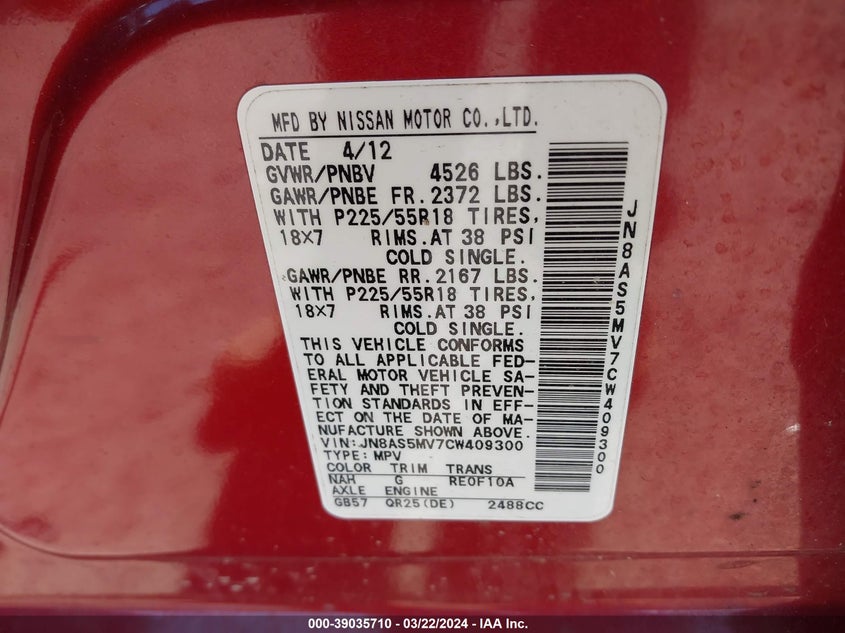 MFD BY NISSAN MOTOR CO.,LTD.
DATE 4/12
GVWR/PNBV 4526 LBS.
GAWR/PNBE FR. 2372 LBS.
WITH P225/55R18 TIRES,
18×7 RIMS.AT 38 PSI
COLD SINGLE.
GAWR/PNBE RR. 2167 LBS.
WITH P225/55R18 TIRES,
18×7 RIMS.AT 38 PSI
COLD SINGLE.
THIS VEHICLE CONFORMS
TO ALL APPLICABLE FED-
ERAL MOTOR VEHICLE SA-
FETY AND THEFT PREVEN-
TION STANDARDS IN EFF-
ECT ON THE DATE OF MA-
NUFACTURE SHOWN ABOVE.
VIN:JN8AS5MV7CW409300
TYPE: MPV
COLOR TRIM TRANS
NAH G RE0F10A
AXLE ENGINE
GB57 QR25(DE) 2488CC
JN8AS5MV7CW409300
000-39035710 - 03/22/2024 - IAA Inc.